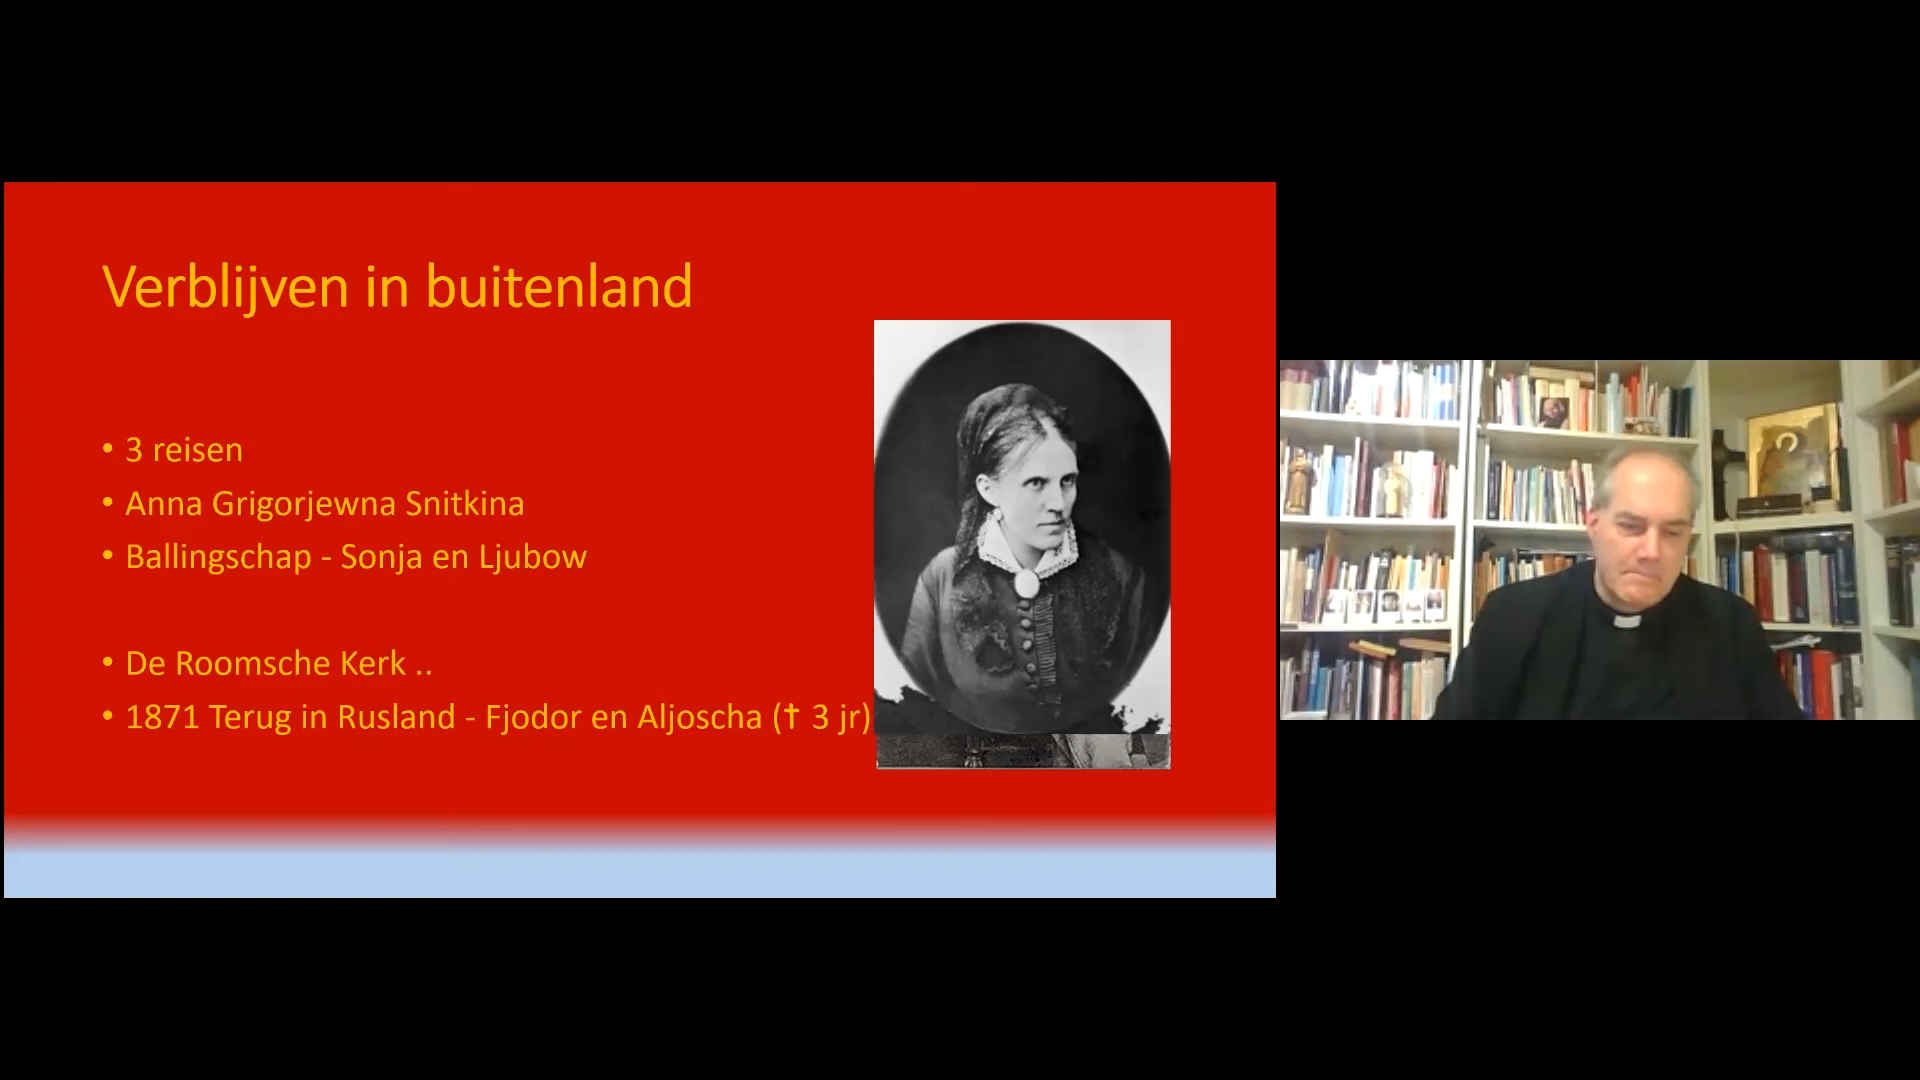 Verblijven in buitenland
• 3 reisen
• Anna Grigorjewna Snitkina
• Ballingschap - Sonja en Ljubow
• De Roomsche Kerk ..
• 1871 Terug in Rusland - Fjodor en Aljoscha (✝ 3 jr)